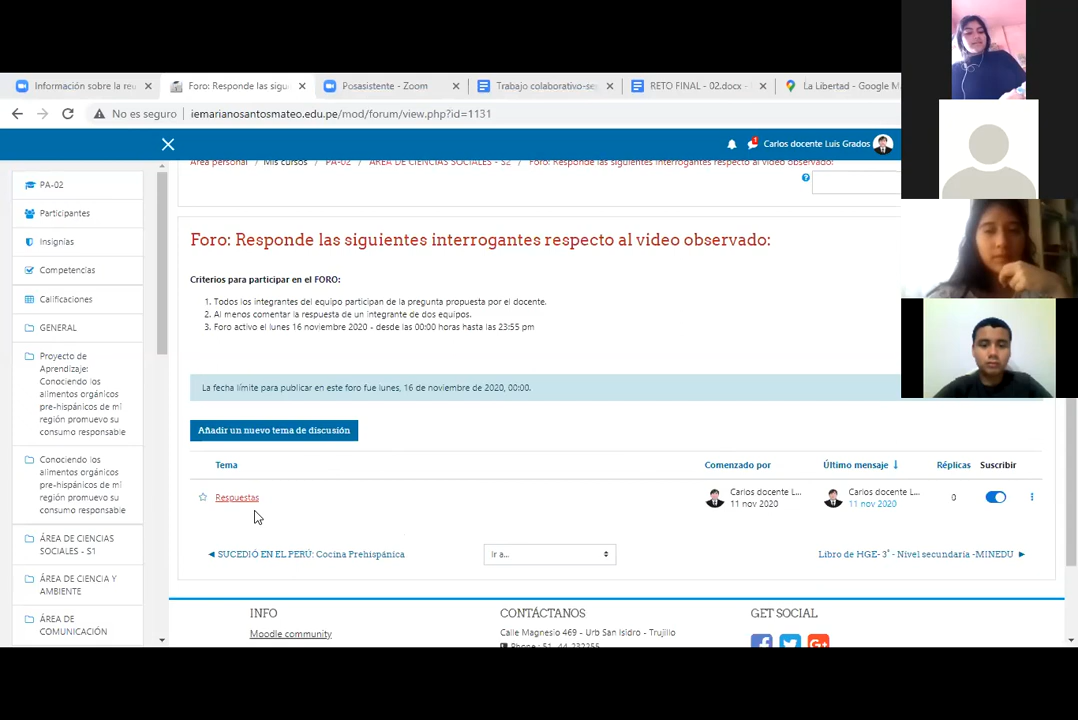 Información sobre la reu
Foro: Responde las sigui
Posasistente - Zoom
Trabajo colaborativo-se
RETO FINAL - 02.docx -
La Libertad - Google M
No es seguro
iemarianosantosmateo.edu.pe/mod/forum/view.php?id=1131
Carlos docente Luis Grados
Área personal / Mis cursos / PA-02 / ÁREA DE CIENCIAS SOCIALES - S2 / Foro: Responde las siguientes interrogantes respecto al video observado:
PA-02
Participantes
Insignias
Competencias
Calificaciones
GENERAL
Proyecto de
Aprendizaje:
Conociendo los
alimentos orgánicos
pre-hispánicos de mi
región promuevo su
consumo responsable
Conociendo los
alimentos orgánicos
pre-hispánicos de mi
región promuevo su
consumo responsable
ÁREA DE CIENCIAS
SOCIALES - S1
ÁREA DE CIENCIA Y
AMBIENTE
ÁREA DE
COMUNICACIÓN
Foro: Responde las siguientes interrogantes respecto al video observado:
Criterios para participar en el FORO:
1. Todos los integrantes del equipo participan de la pregunta propuesta por el docente.
2. Al menos comentar la respuesta de un integrante de dos equipos.
3. Foro activo el lunes 16 noviembre 2020 - desde las 00:00 horas hasta las 23:55 pm
La fecha límite para publicar en este foro fue lunes, 16 de noviembre de 2020, 00:00.
Añadir un nuevo tema de discusión
Tema
Comenzado por
Último mensaje ↓
Réplicas
Suscribir
Respuestas
Carlos docente L...
11 nov 2020
Carlos docente L...
11 nov 2020
0
◀ SUCEDIÓ EN EL PERÚ: Cocina Prehispánica
Ir a...
Libro de HGE- 3° - Nivel secundaria -MINEDU ▶
INFO
Moodle community
CONTÁCTANOS
Calle Magnesio 469 - Urb San Isidro - Trujillo
Phone : 51- 44-232255
GET SOCIAL